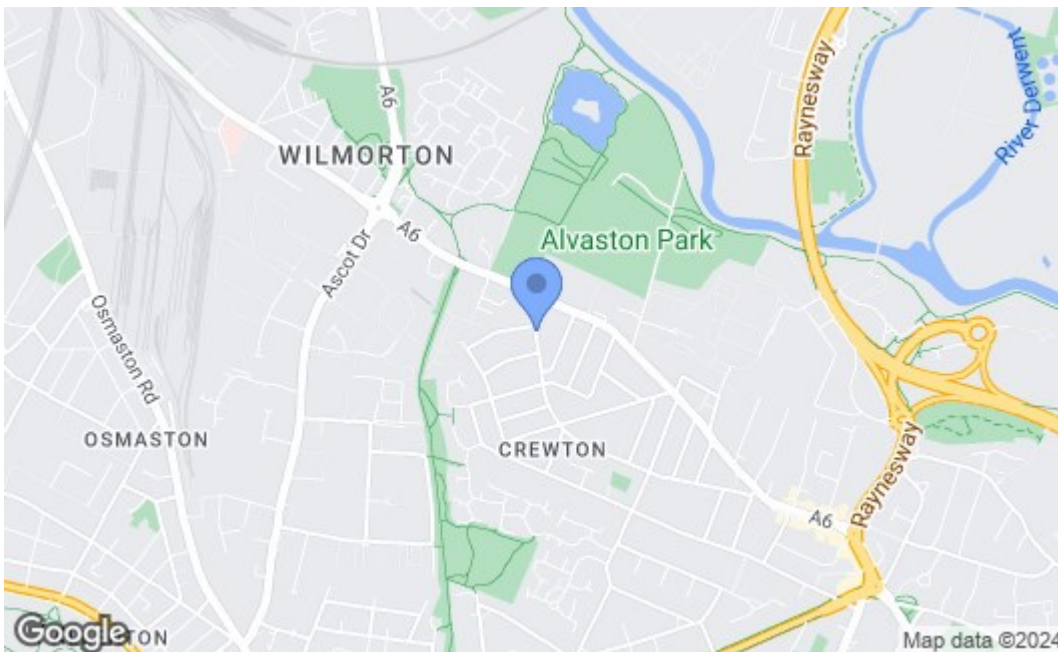 A6
Raynesway
River Derwent
WILMORTON
A6
Alvaston Park
Ascot Dr
Osmaston Rd
OSMASTON
CREWTON
A6
Raynesway
Google
TON
Map data ©2024